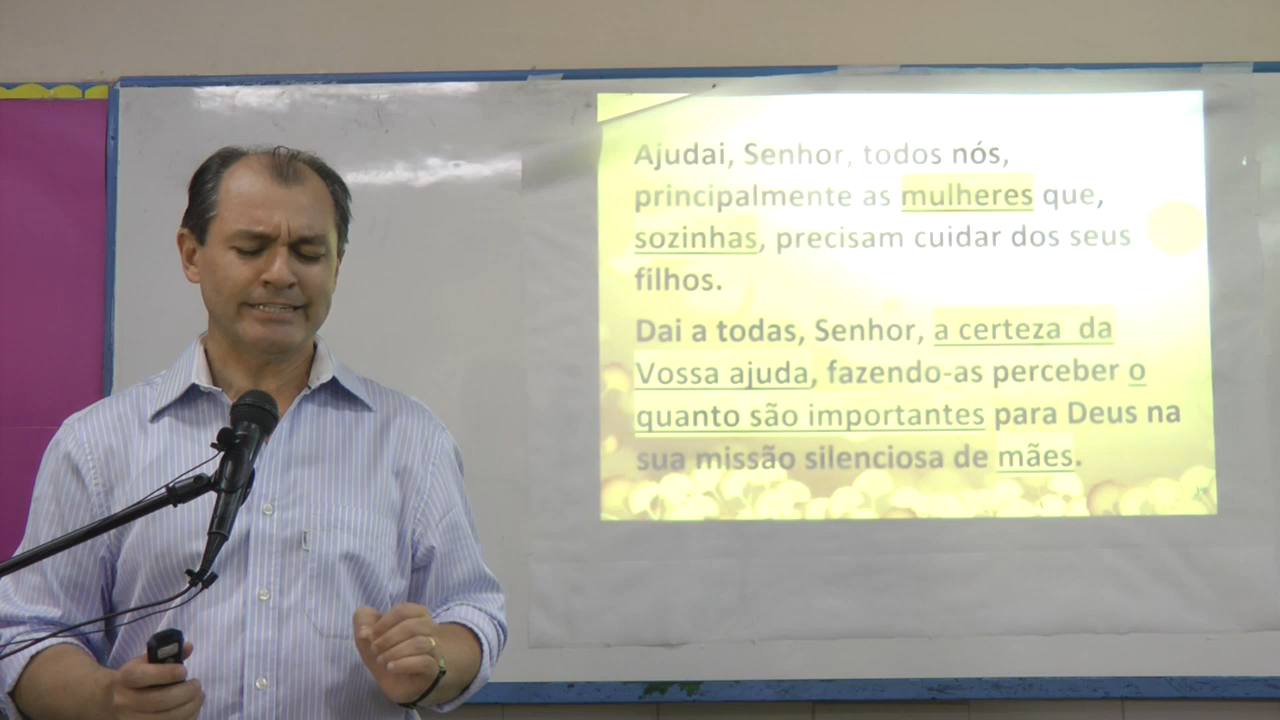 Ajudai, Senhor, todos nós,
principalmente as mulheres que,
sozinhas, precisam cuidar dos seus
filhos.
Dai a todas, Senhor, a certeza da
Vossa ajuda, fazendo-as perceber o
quanto são importantes para Deus na
sua missão silenciosa de mães.